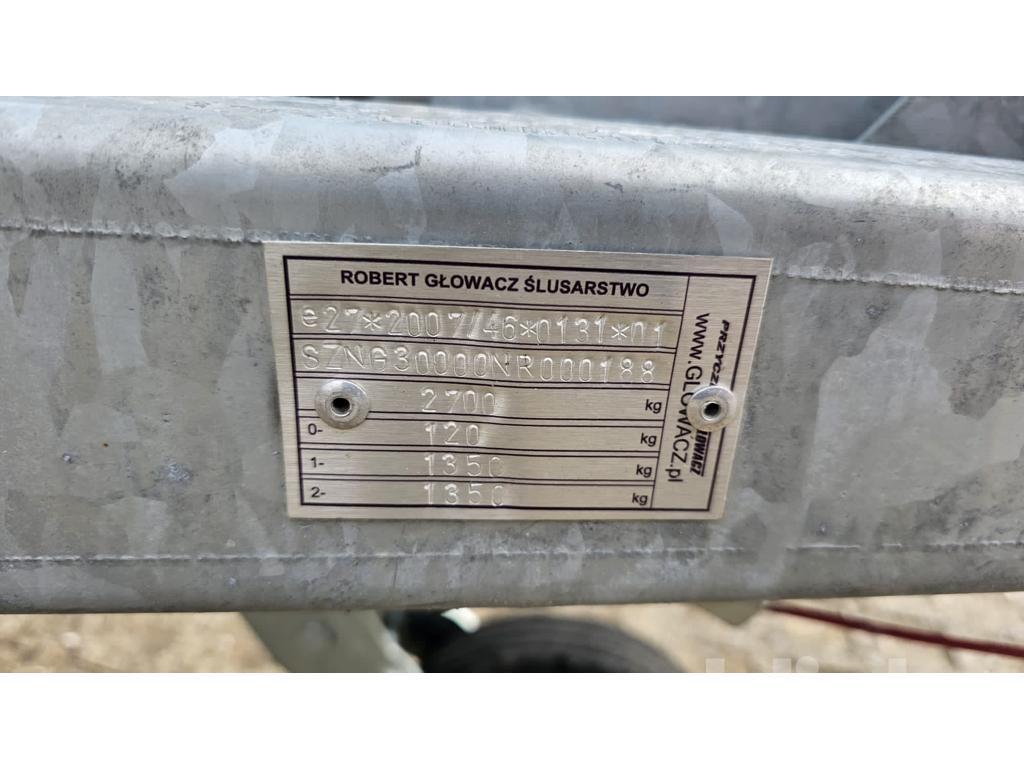 ROBERT GŁOWACZ ŚLUSARSTWO
e27*2007/46*0131*01
SZNG30000NR000188
2700 kg
0- 120 kg
1- 1350 kg
2- 1350 kg
www.GLOWACZ.pl